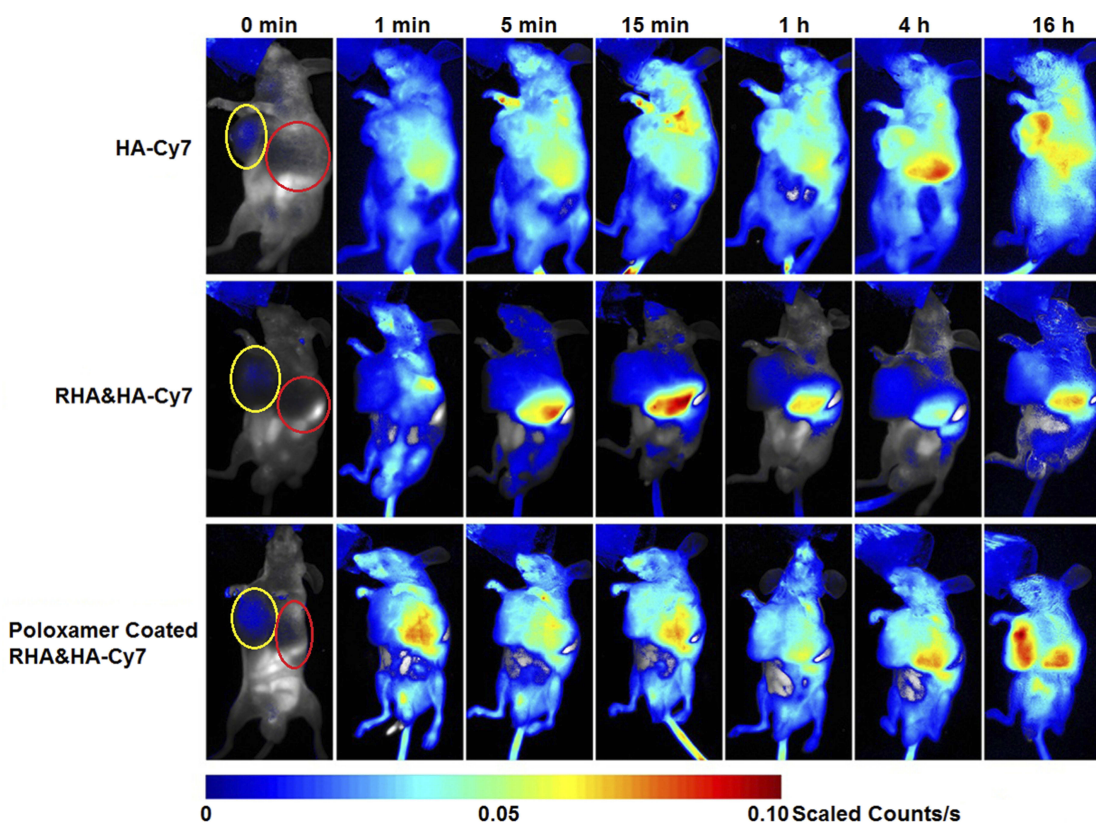 0 min 1 min 5 min 15 min 1 h 4 h 16 h
HA-Cy7
RHA&HA-Cy7
Poloxamer Coated
RHA&HA-Cy7
0 0.05 0.10 Scaled Counts/s